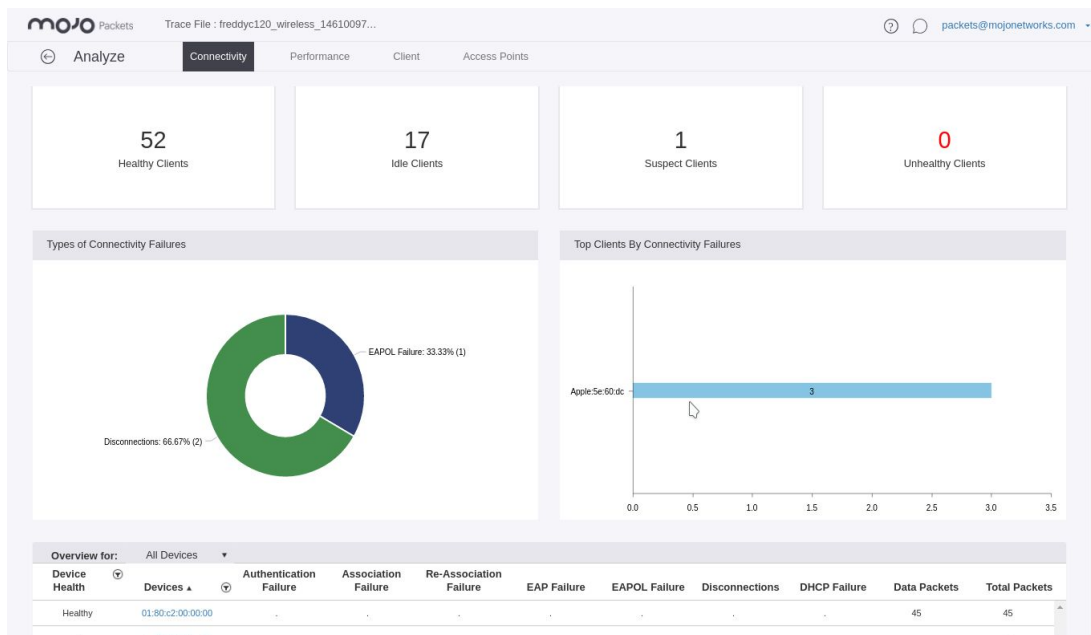 mojo Packets
Trace File : freddyc120_wireless_14610097...
packets@mojonetworks.com
Analyze
Connectivity
Performance
Client
Access Points
52
Healthy Clients
17
Idle Clients
1
Suspect Clients
0
Unhealthy Clients
Types of Connectivity Failures
EAPOL Failure: 33.33% (1)
Disconnections: 66.67% (2)
Top Clients By Connectivity Failures
Apple:5e:60:dc
3
0.0 0.5 1.0 1.5 2.0 2.5 3.0 3.5
Overview for: All Devices
Device Health
Devices
Authentication Failure
Association Failure
Re-Association Failure
EAP Failure
EAPOL Failure
Disconnections
DHCP Failure
Data Packets
Total Packets
Healthy 01:80:c2:00:00:00 . . . . . . . 45 45